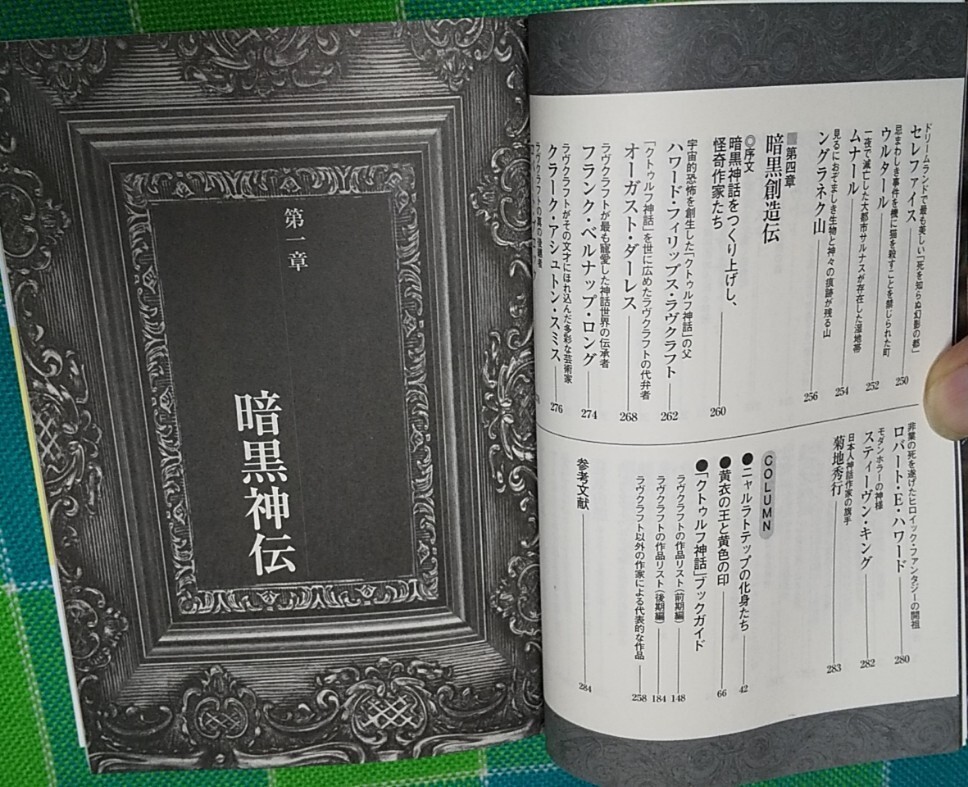 ドリームランドで最も美しい「死を知らぬ幻影の都」
セレファイス 250
忌まわしき事件を機に猫を殺すことを禁じられた町
ウルタール 252
一夜で滅亡した大都市サルナスが存在した湿地帯
ムナール 254
見るにおぞましき生物と神々の痕跡が残る山
ングラネク山 256
■第四章
暗黒創造伝
◎序文
暗黒神話をつくり上げし、
怪奇作家たち 260
宇宙的恐怖を創生した「クトゥルフ神話」の父
ハワード・フィリップス・ラヴクラフト 262
「クトゥルフ神話」を世に広めたラヴクラフトの代弁者
オーガスト・ダーレス 268
ラヴクラフトが最も寵愛した神話世界の伝承者
フランク・ベルナップ・ロング 274
ラヴクラフトがその文才にほれ込んだ多彩な芸術家
クラーク・アシュトン・スミス 276
ラヴクラフトの真の後継者
非業の死を遂げたヒロイック・ファンタジーの開祖
ロバート・E・ハワード 280
モダンホラーの神様
スティーヴン・キング 282
日本人神話作家の旗手
菊地秀行 283
COLUMN
●ニャルラトテップの化身たち 42
●黄衣の王と黄色の印 66
●「クトゥルフ神話」ブックガイド
ラヴクラフトの作品リスト（前期編） 148
ラヴクラフトの作品リスト（後期編） 184
ラヴクラフト以外の作家による代表的な作品 258
参考文献 284
第一章
暗黒神伝